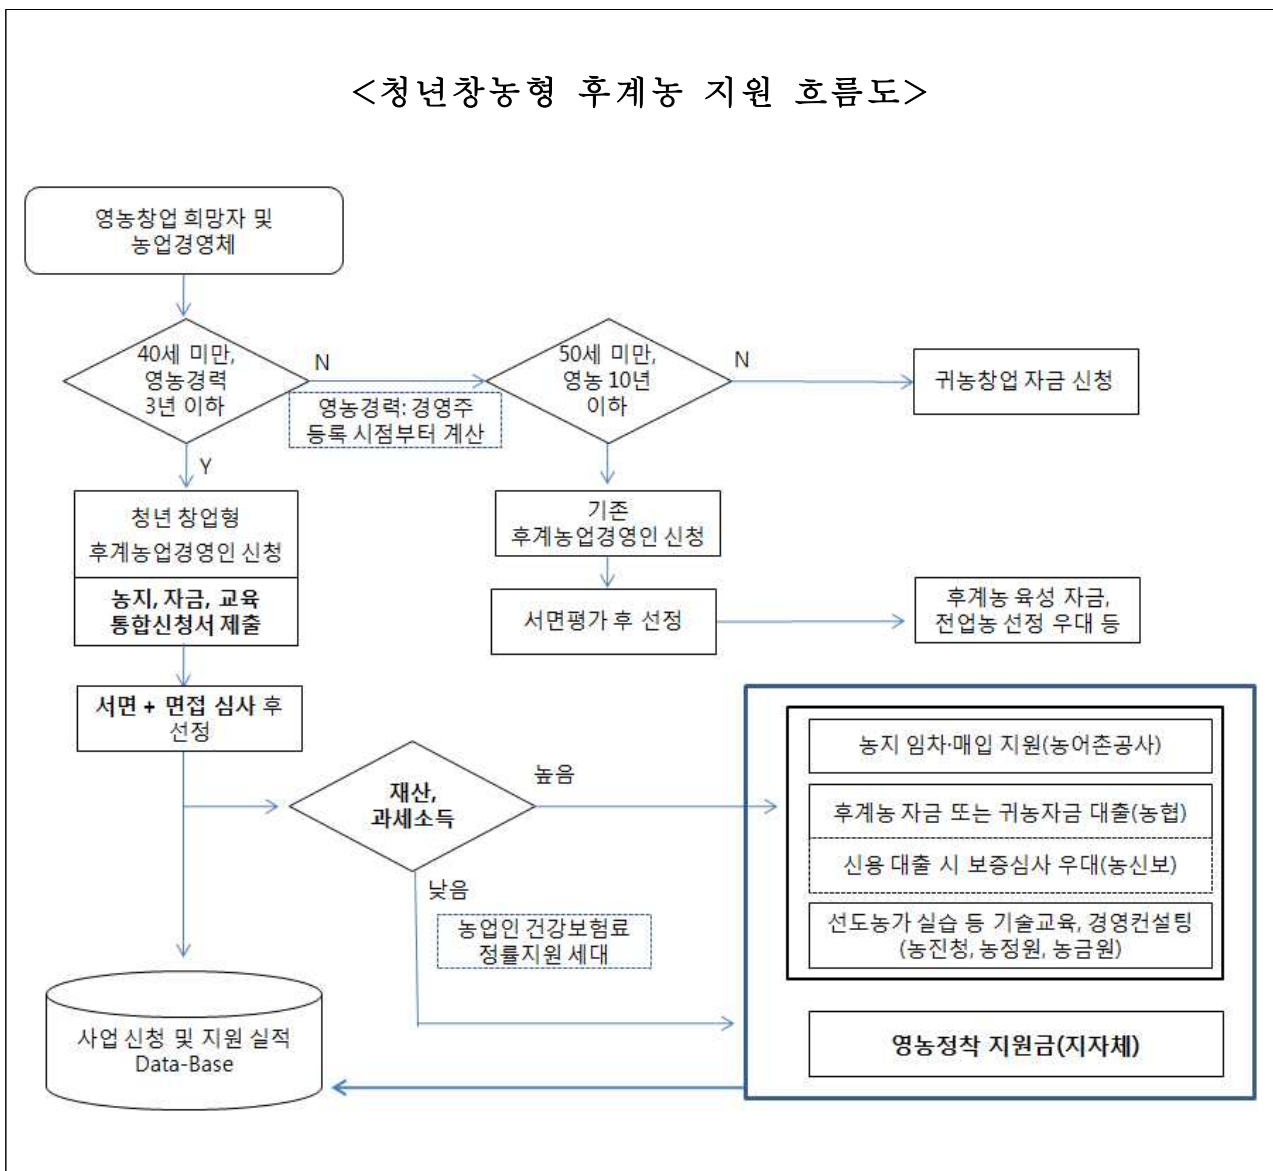 <청년창농형 후계농 지원 흐름도>
영농창업 희망자 및
농업경영체
40세 미만,
영농경력
3년 이하
N
영농경력: 경영주
등록 시점부터 계산
50세 미만,
영농 10년
이하
N
귀농창업 자금 신청
Y
청년 창업형
후계농업경영인 신청
농지, 자금, 교육
통합신청서 제출
기존
후계농업경영인 신청
서면평가 후 선정
후계농 육성 자금,
전업농 선정 우대 등
서면 + 면접 심사 후
선정
재산,
과세소득
높음
낮음
농업인 건강보험료
정률지원 세대
농지 임차·매입 지원(농어촌공사)
후계농 자금 또는 귀농자금 대출(농협)
신용 대출 시 보증심사 우대(농신보)
선도농가 실습 등 기술교육, 경영컨설팅
(농진청, 농정원, 농금원)
영농정착 지원금(지자체)
사업 신청 및 지원 실적
Data-Base